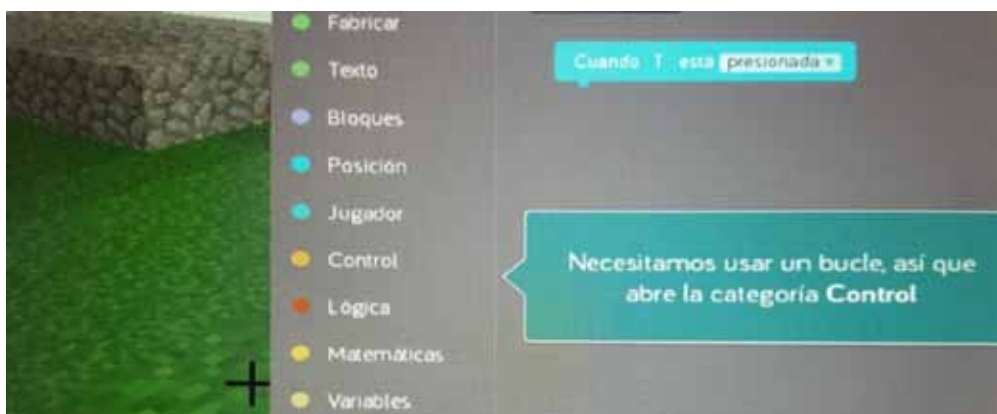 Fabricar
Texto
Bloques
Posición
Jugador
Control
Lógica
Matemáticas
Variables
Cuando T esta presionada
Necesitamos usar un bucle, así que
abre la categoría Control